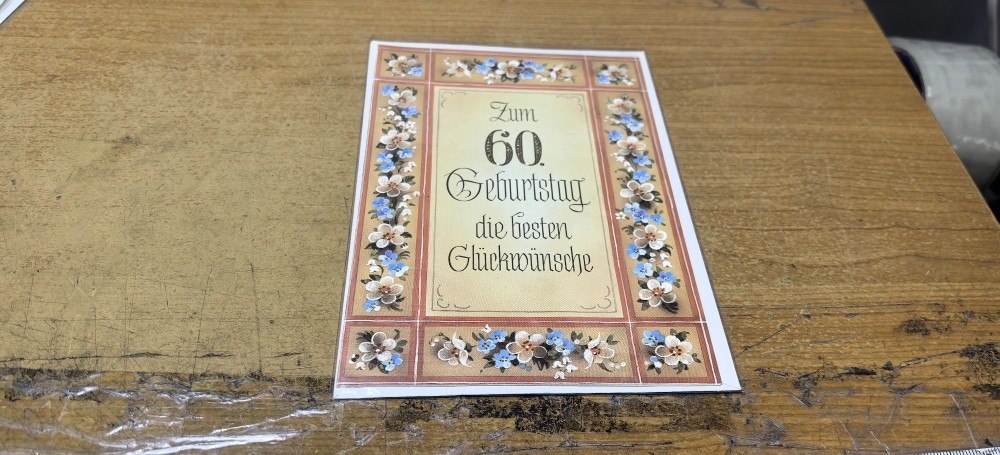 Zum
60.
Geburtstag
die besten
Glückwünsche